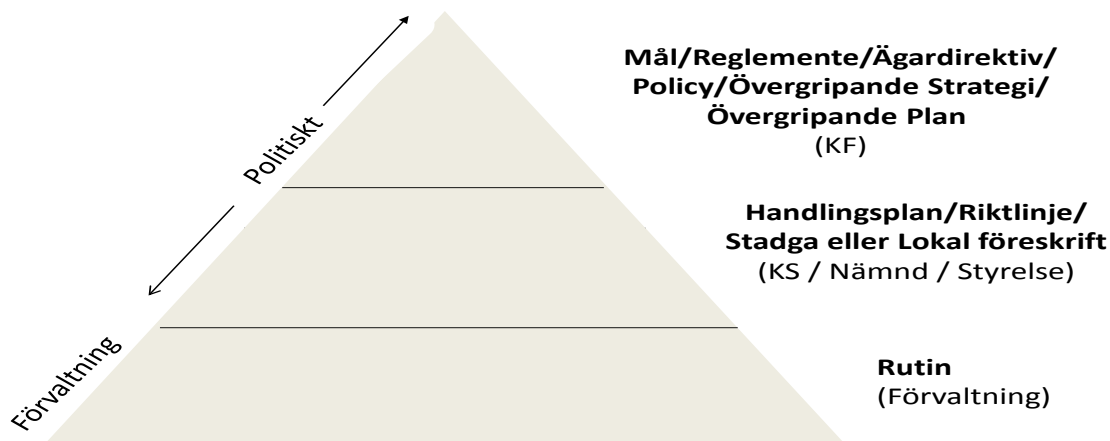 Mål/Reglemente/Ägardirektiv/
Policy/Övergripande Strategi/
Övergripande Plan
(KF)
Politiskt
Handlingsplan/Riktlinje/
Stadga eller Lokal föreskrift
(KS / Nämnd / Styrelse)
Förvaltning
Rutin
(Förvaltning)